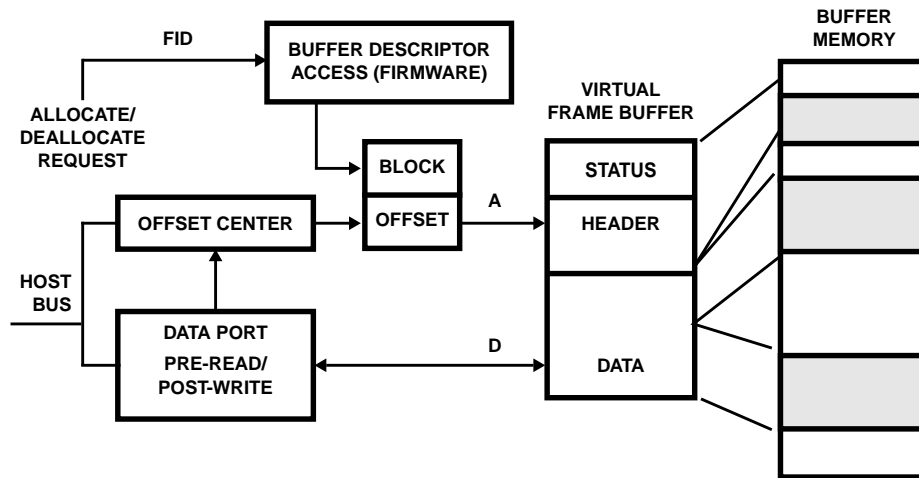 FID
ALLOCATE/
DEALLOCATE
REQUEST
BUFFER DESCRIPTOR
ACCESS (FIRMWARE)
BUFFER
MEMORY
VIRTUAL
FRAME BUFFER
BLOCK
OFFSET
A
STATUS
HEADER
DATA
OFFSET CENTER
HOST
BUS
DATA PORT
PRE-READ/
POST-WRITE
D